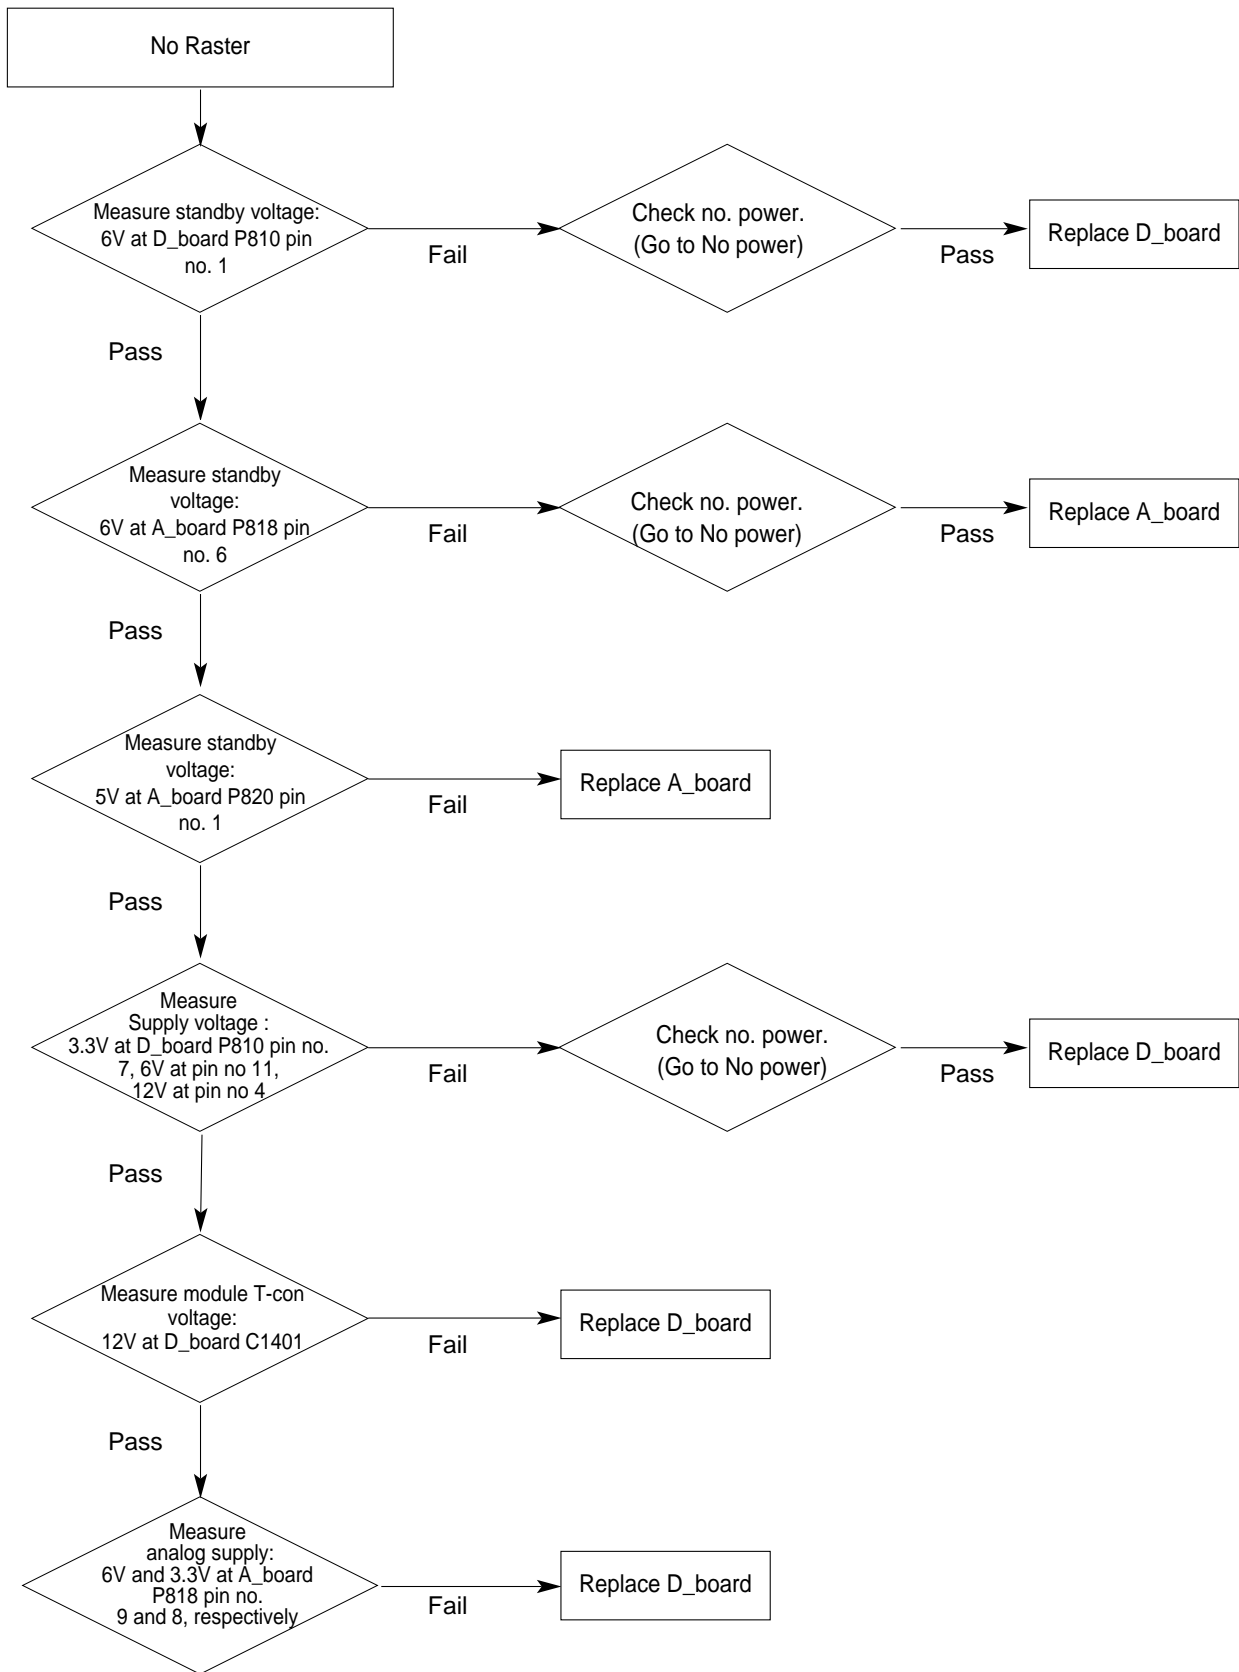 No Raster
Measure standby voltage:
6V at D_board P810 pin
no. 1
Fail
Check no. power.
(Go to No power)
Pass
Replace D_board
Pass
Measure standby
voltage:
6V at A_board P818 pin
no. 6
Fail
Check no. power.
(Go to No power)
Pass
Replace A_board
Pass
Measure standby
voltage:
5V at A_board P820 pin
no. 1
Fail
Replace A_board
Pass
Measure
Supply voltage :
3.3V at D_board P810 pin no.
7, 6V at pin no 11,
12V at pin no 4
Fail
Check no. power.
(Go to No power)
Pass
Replace D_board
Pass
Measure module T-con
voltage:
12V at D_board C1401
Fail
Replace D_board
Pass
Measure
analog supply:
6V and 3.3V at A_board
P818 pin no.
9 and 8, respectively
Fail
Replace D_board